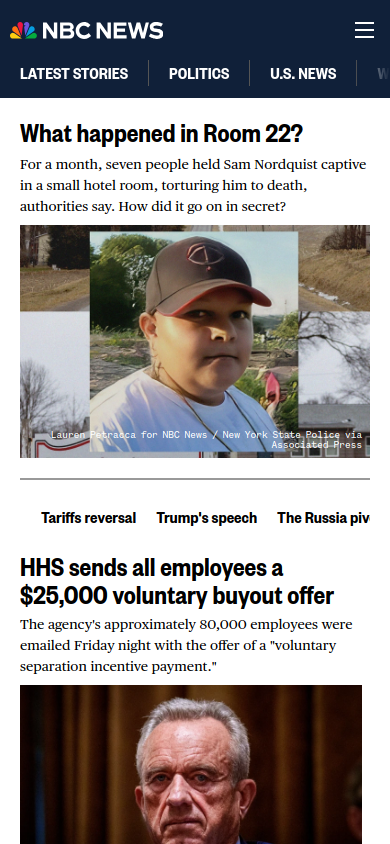 NBC NEWS
LATEST STORIES
POLITICS
U.S. NEWS
What happened in Room 22?
For a month, seven people held Sam Nordquist captive
in a small hotel room, torturing him to death,
authorities say. How did it go on in secret?
Lauren Petracca for NBC News / New York State Police via
Associated Press
Tariffs reversal
Trump's speech
The Russia piv
HHS sends all employees a
$25,000 voluntary buyout offer
The agency's approximately 80,000 employees were
emailed Friday night with the offer of a "voluntary
separation incentive payment."